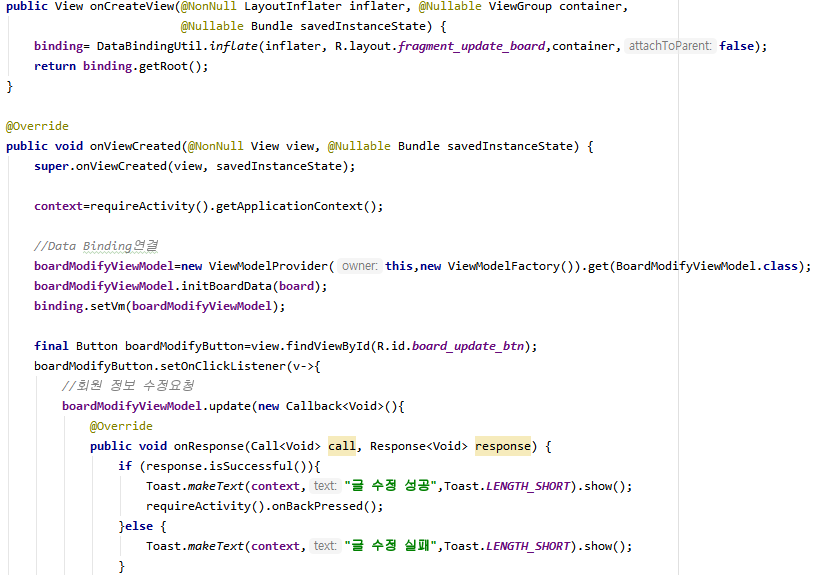 public View onCreateView(@NonNull LayoutInflater inflater, @Nullable ViewGroup container,
@Nullable Bundle savedInstanceState) {
binding= DataBindingUtil.inflate(inflater, R.layout.fragment_update_board,container, attachToParent: false);
return binding.getRoot();
}
@Override
public void onViewCreated(@NonNull View view, @Nullable Bundle savedInstanceState) {
super.onViewCreated(view, savedInstanceState);
context=requireActivity().getApplicationContext();
//Data Binding연결
boardModifyViewModel=new ViewModelProvider( owner: this,new ViewModelFactory()).get(BoardModifyViewModel.class);
boardModifyViewModel.initBoardData(board);
binding.setVm(boardModifyViewModel);
final Button boardModifyButton=view.findViewById(R.id.board_update_btn);
boardModifyButton.setOnClickListener(v->{
//회원 정보 수정요청
boardModifyViewModel.update(new Callback<Void>(){
@Override
public void onResponse(Call<Void> call, Response<Void> response) {
if (response.isSuccessful()){
Toast.makeText(context, text: "글 수정 성공",Toast.LENGTH_SHORT).show();
requireActivity().onBackPressed();
}else {
Toast.makeText(context, text: "글 수정 실패",Toast.LENGTH_SHORT).show();
}